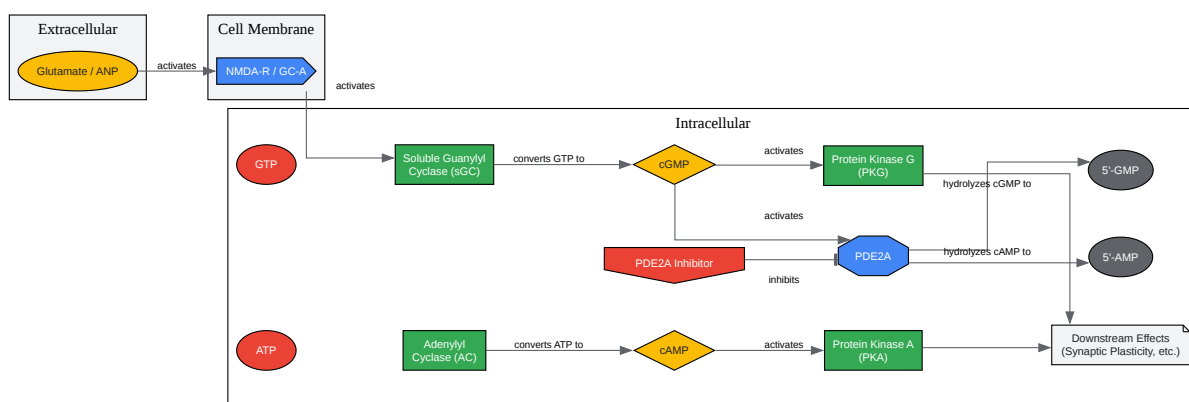 Extracellular
Cell Membrane
Glutamate / ANP
activates
NMDA-R / GC-A
activates
Intracellular
GTP
Soluble Guanylyl
Cyclase (sGC)
converts GTP to
cGMP
activates
Protein Kinase G
(PKG)
hydrolyzes cGMP to
5'-GMP
activates
PDE2A Inhibitor
inhibits
PDE2A
hydrolyzes cAMP to
5'-AMP
ATP
Adenylyl
Cyclase (AC)
converts ATP to
cAMP
activates
Protein Kinase A
(PKA)
Downstream Effects
(Synaptic Plasticity, etc.)